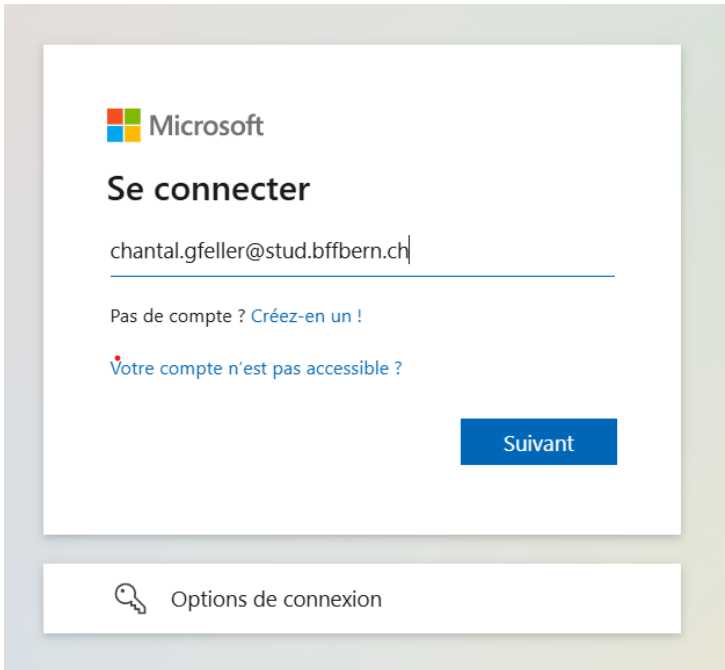 Microsoft
Se connecter
chantal.gfeller@stud.bffbern.ch
Pas de compte ? Créez-en un !
Votre compte n’est pas accessible ?
Suivant
Options de connexion